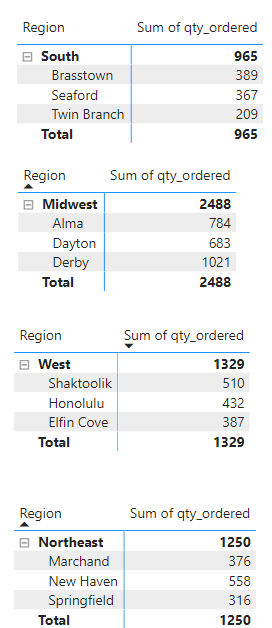 Region Sum of qty_ordered
South 965
Brasstown 389
Seaford 367
Twin Branch 209
Total 965
Region Sum of qty_ordered
Midwest 2488
Alma 784
Dayton 683
Derby 1021
Total 2488
Region Sum of qty_ordered
West 1329
Shaktoolik 510
Honolulu 432
Elfin Cove 387
Total 1329
Region Sum of qty_ordered
Northeast 1250
Marchand 376
New Haven 558
Springfield 316
Total 1250